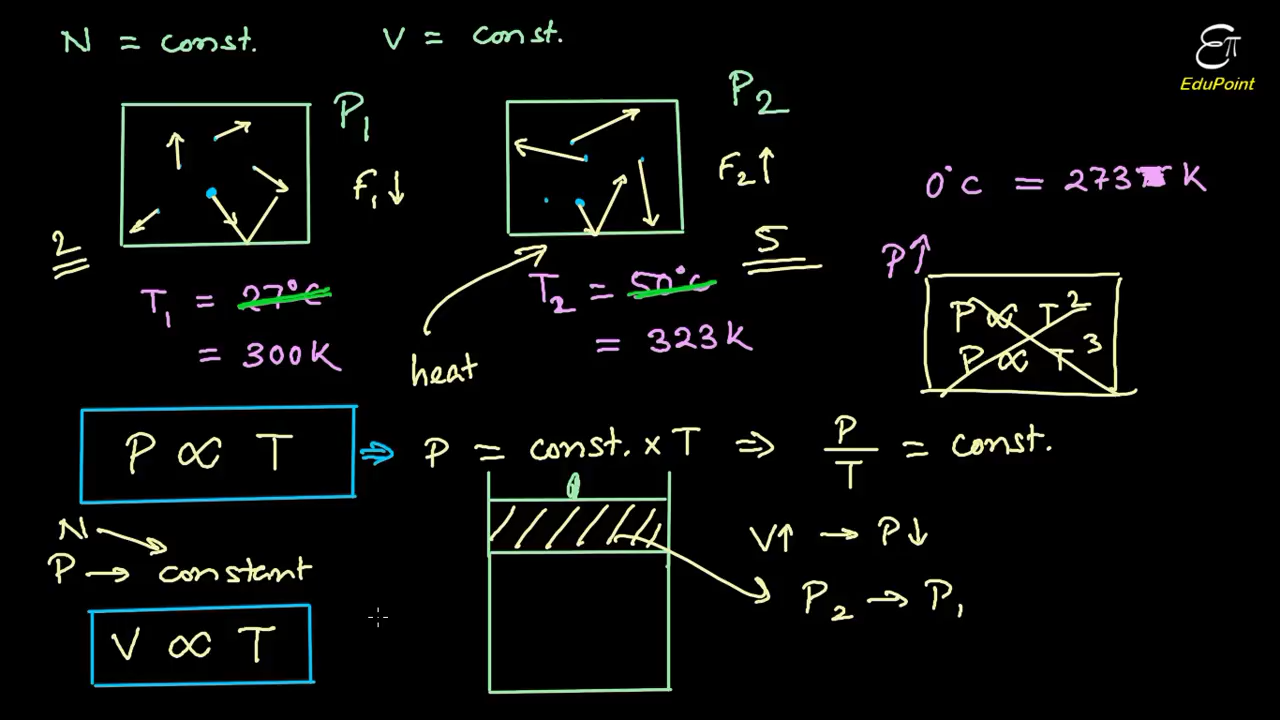 N = const.
V = const.
Eπ
EduPoint
P₁
F₁↓
P₂
F₂↑
0°C = 273 K
2
5
T₁ = 27°C
= 300K
T₂ = 50°C
= 323K
heat
P↑
P ∝ T²
P ∝ T³
P ∝ T ⇒ P = const. × T ⇒ P/T = const.
N
P → constant
V↑ → P↓
P₂ → P₁
V ∝ T